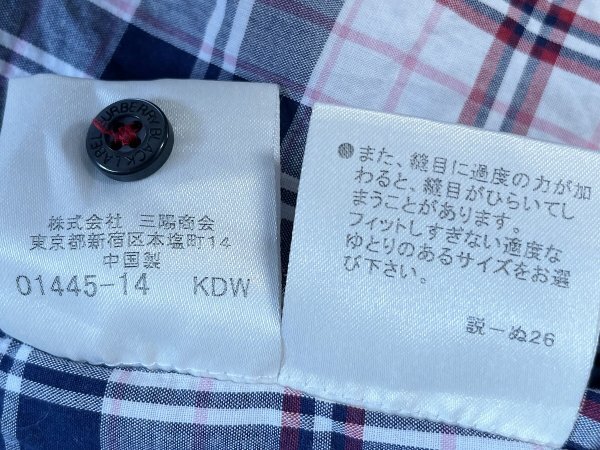 BURBERRY BLACK LABEL
株式会社 三陽商会
東京都新宿区本塩町14
中国製
01445-14 KDW
また、縫目に過度の力が加
わると、縫目がひらいてし
まうことがあります。
フィットしすぎない適度な
ゆとりのあるサイズをお選
び下さい。
説ーぬ26